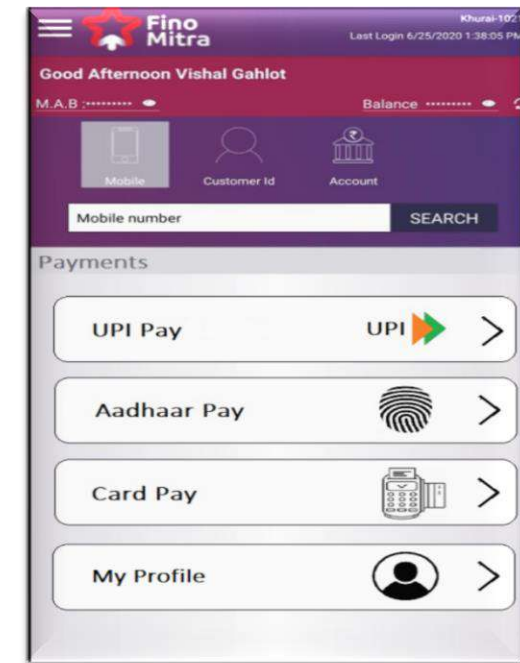 Fino
Mitra
Khurai-1021
Last Login 6/25/2020 1:38:05 PM
Good Afternoon Vishal Gahlot
M.A.B :********* 
Balance *********
Mobile
Customer Id
Account
Mobile number
SEARCH
Payments
UPI Pay
UPI
Aadhaar Pay
Card Pay
My Profile